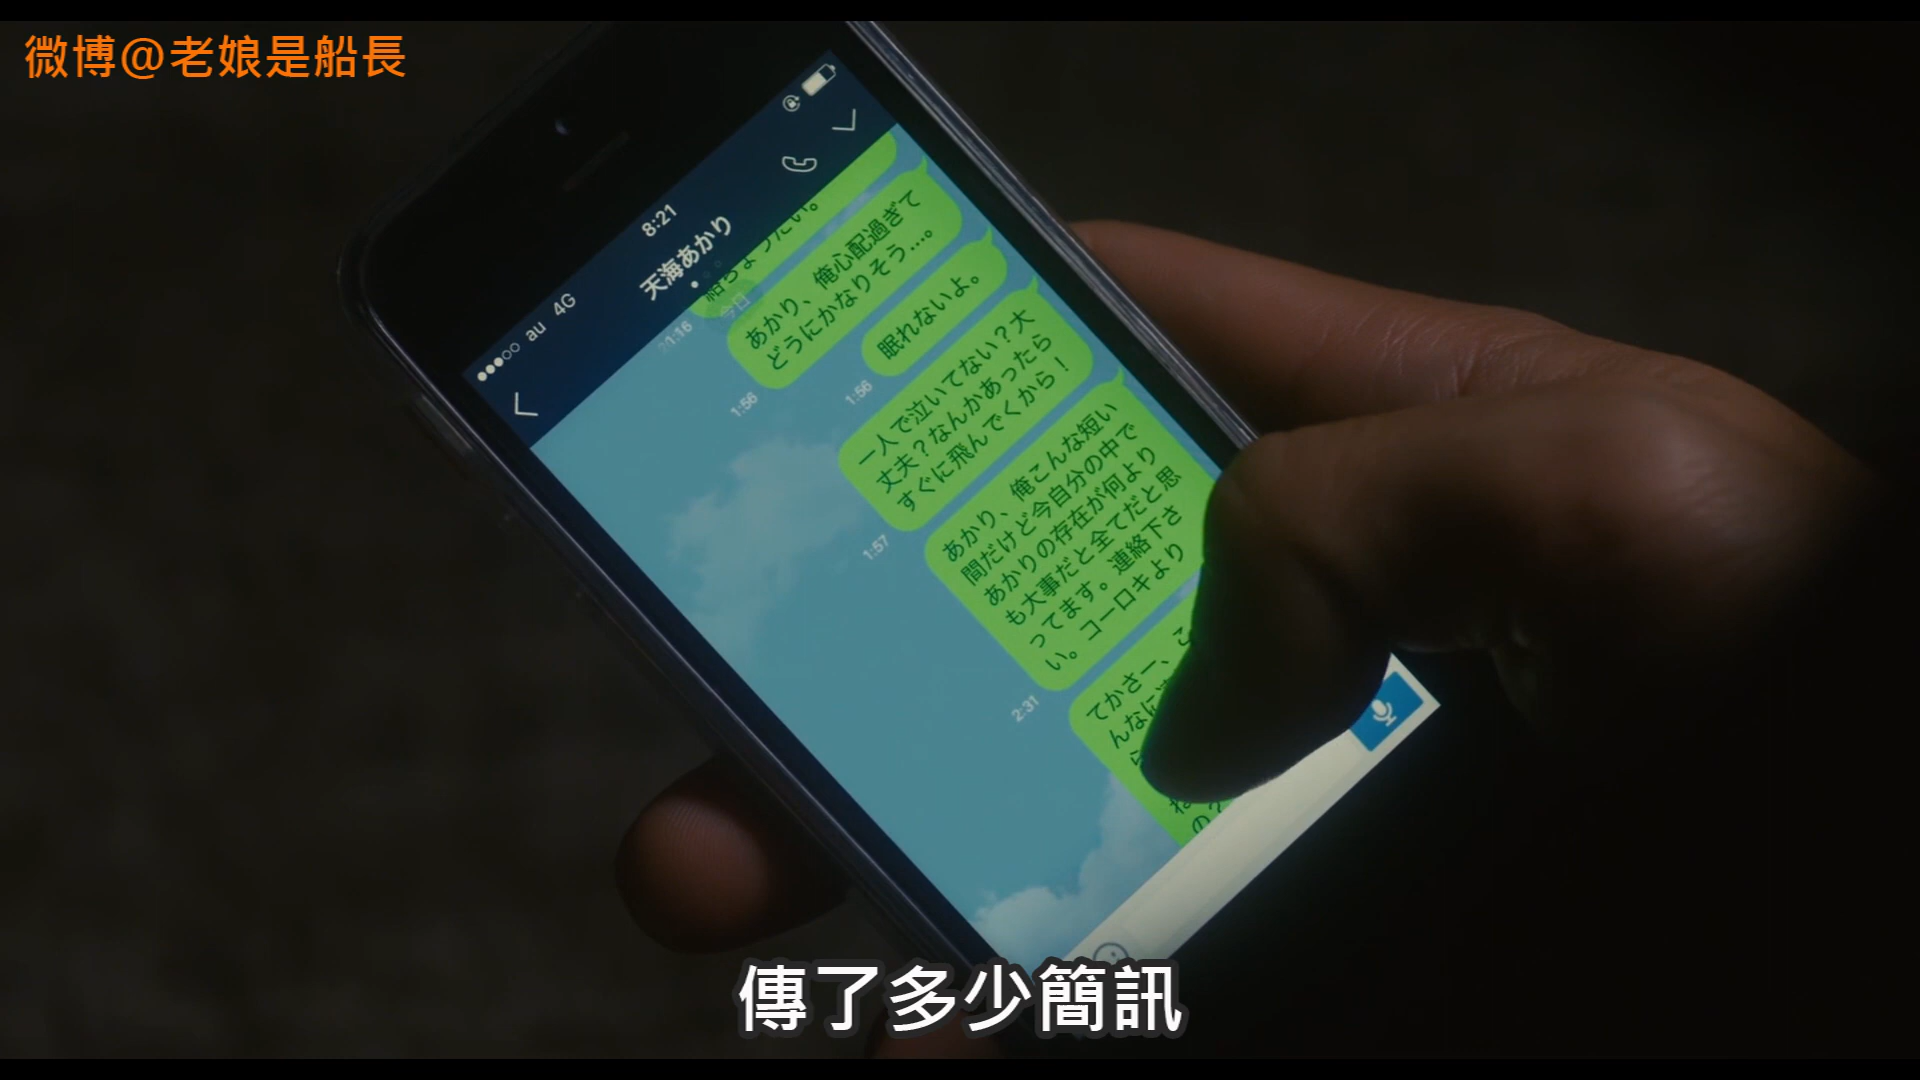 微博@老娘是船長
au 4G
8:21
天海あかり
今日
21:16
あかり、俺心配過ぎて
どうにかなりそう…。
1:56
眠れないよ。
1:56
一人で泣いてない？大
丈夫？なんかあったら
すぐに飛んでくから！
1:57
あかり、俺こんな短い
間だけど今自分の中で
あかりの存在が何より
も大事だと全てだと思
ってます。連絡下さ
い。コーロキより
2:31
てかさー、こ
んなに
傳了多少簡訊